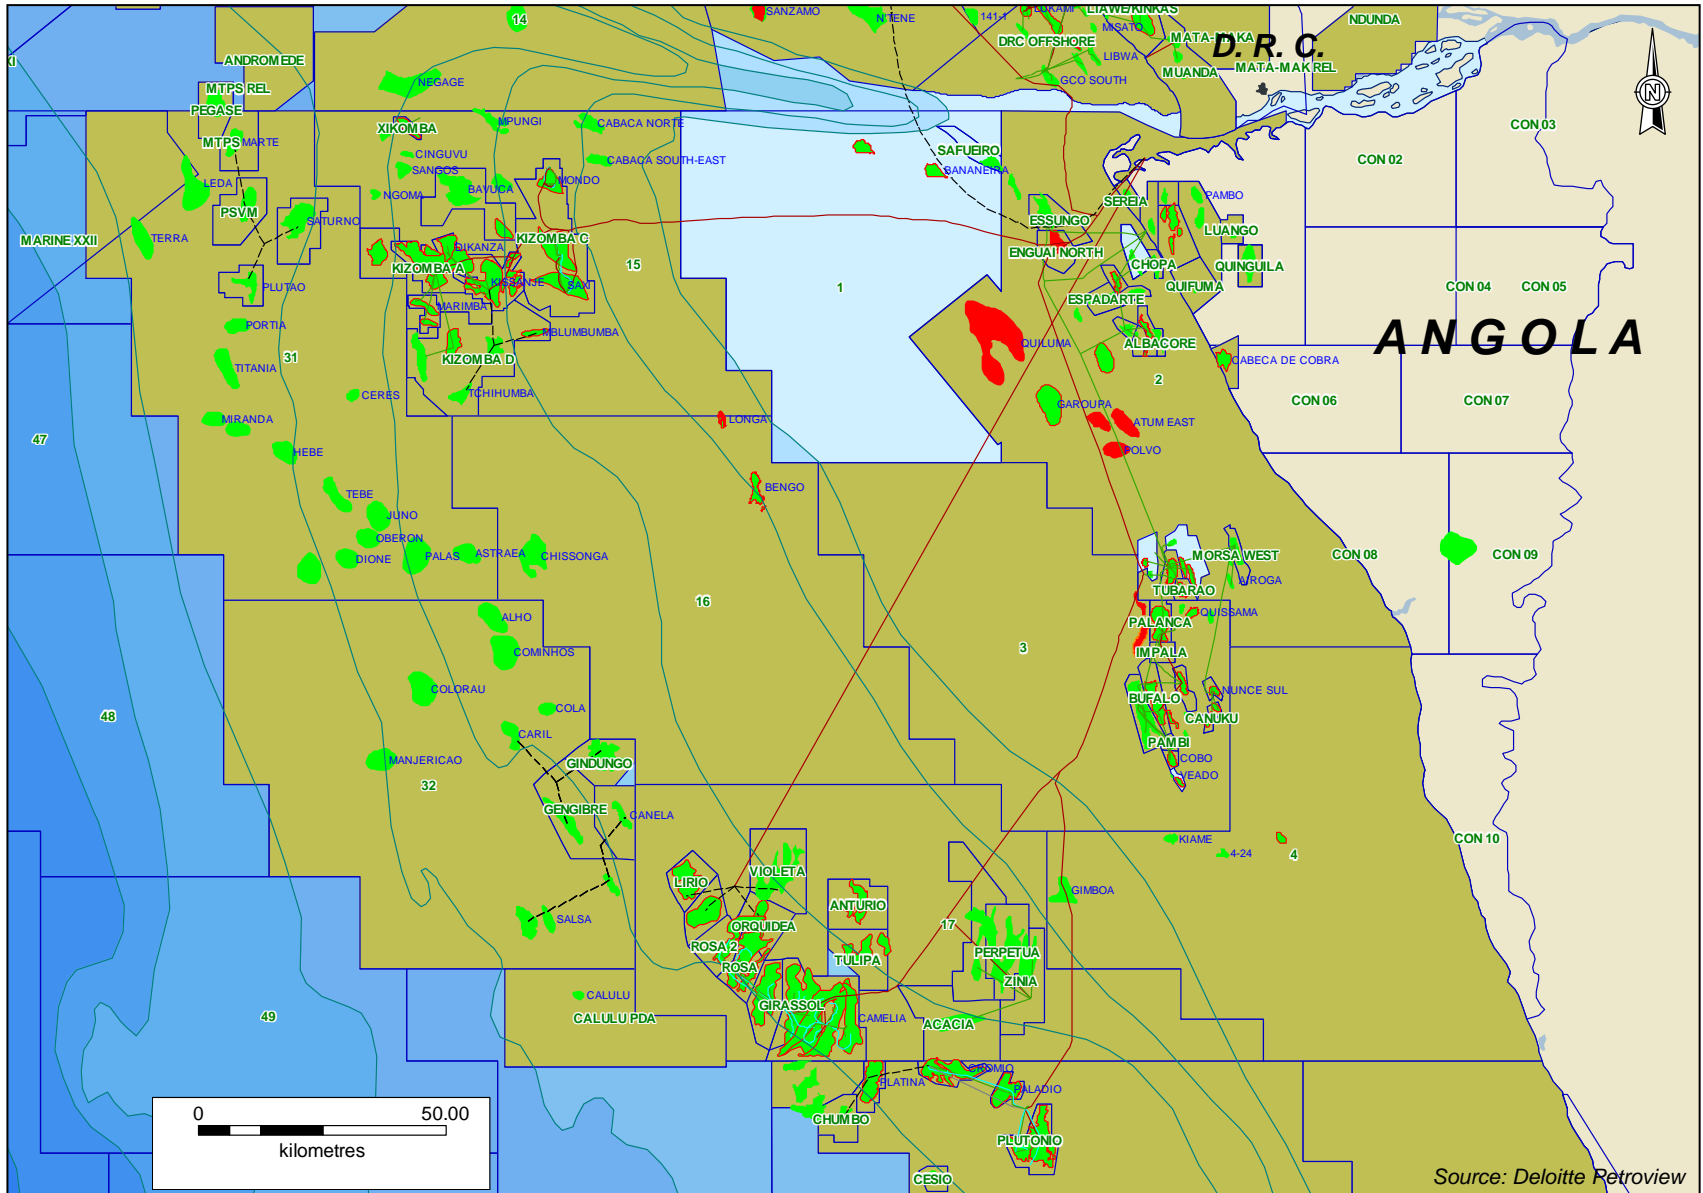 SANZAMO
N'TENE
141-1
LUKAMI
LIAWE/KINKAS
NDUNDA
14
MISATO
DRC OFFSHORE
MATA-MAKA
D. R. C.
LIBWA
ANDROMEDE
MUANDA
MATA-MAK REL
NEGAGE
GCO SOUTH
MTPS REL
PEGASE
N
XIKOMBA
MPUNGI
CABACA NORTE
CON 03
MTPS
MARTE
CINGUVU
CABACA SOUTH-EAST
SAFUEIRO
CON 02
SANGOS
BANANEIRA
LEDA
NGOMA
BAVUCA
MONDO
SEREIA
PAMBO
PSVM
SATURNO
ESSUNGO
LUANGO
MARINE XXII
TERRA
DIKANZA
KIZOMBA C
ENGUAI NORTH
CHOPA
QUINGUILA
KIZOMBA A
15
PLUTAO
KISSANJE
SAXI
1
QUIFUMA
CON 04
CON 05
MARIMBA
ESPADARTE
PORTIA
MBLUMBUMBA
QUILUMA
ALBACORE
ANGOLA
31
KIZOMBA D
CABECA DE COBRA
TITANIA
2
CERES
TCHIHUMBA
GAROUPA
CON 06
CON 07
MIRANDA
LONGA
ATUM EAST
47
HEBE
POLVO
TEBE
BENGO
JUNO
OBERON
DIONE
PALAS
ASTRAEA
CHISSONGA
MORSA WEST
CON 08
CON 09
AIROGA
TUBARAO
16
ALHO
QUISSAMA
PALANCA
COMINHOS
3
IMPALA
COLORAU
NUNCE SUL
BUFALO
COLA
48
CANUKU
CARIL
PAMBI
MANJERICAO
GINDUNGO
COBO
VEADO
32
GENGIBRE
CANELA
KIAME
CON 10
4-24
4
VIOLETA
LIRIO
GIMBOA
ANTURIO
SALSA
ORQUIDEA
17
ROSA 2
PERPETUA
ROSA
TULIPA
ZINIA
CALULU
GIRASSOL
49
CALULU PDA
CAMELIA
ACACIA
CROMIO
PLATINA
PALADIO
0
50.00
CHUMBO
kilometres
PLUTONIO
CESIO
Source: Deloitte Petroview